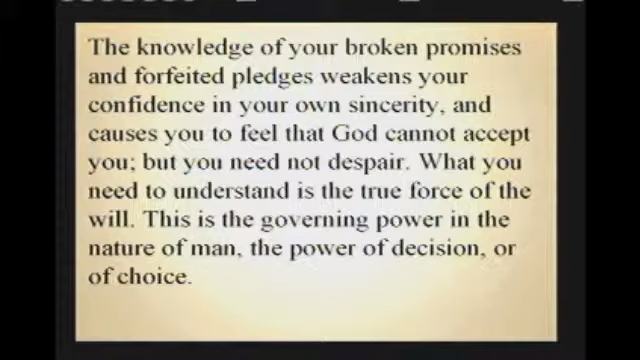 The knowledge of your broken promises
and forfeited pledges weakens your
confidence in your own sincerity, and
causes you to feel that God cannot accept
you; but you need not despair. What you
need to understand is the true force of the
will. This is the governing power in the
nature of man, the power of decision, or
of choice.